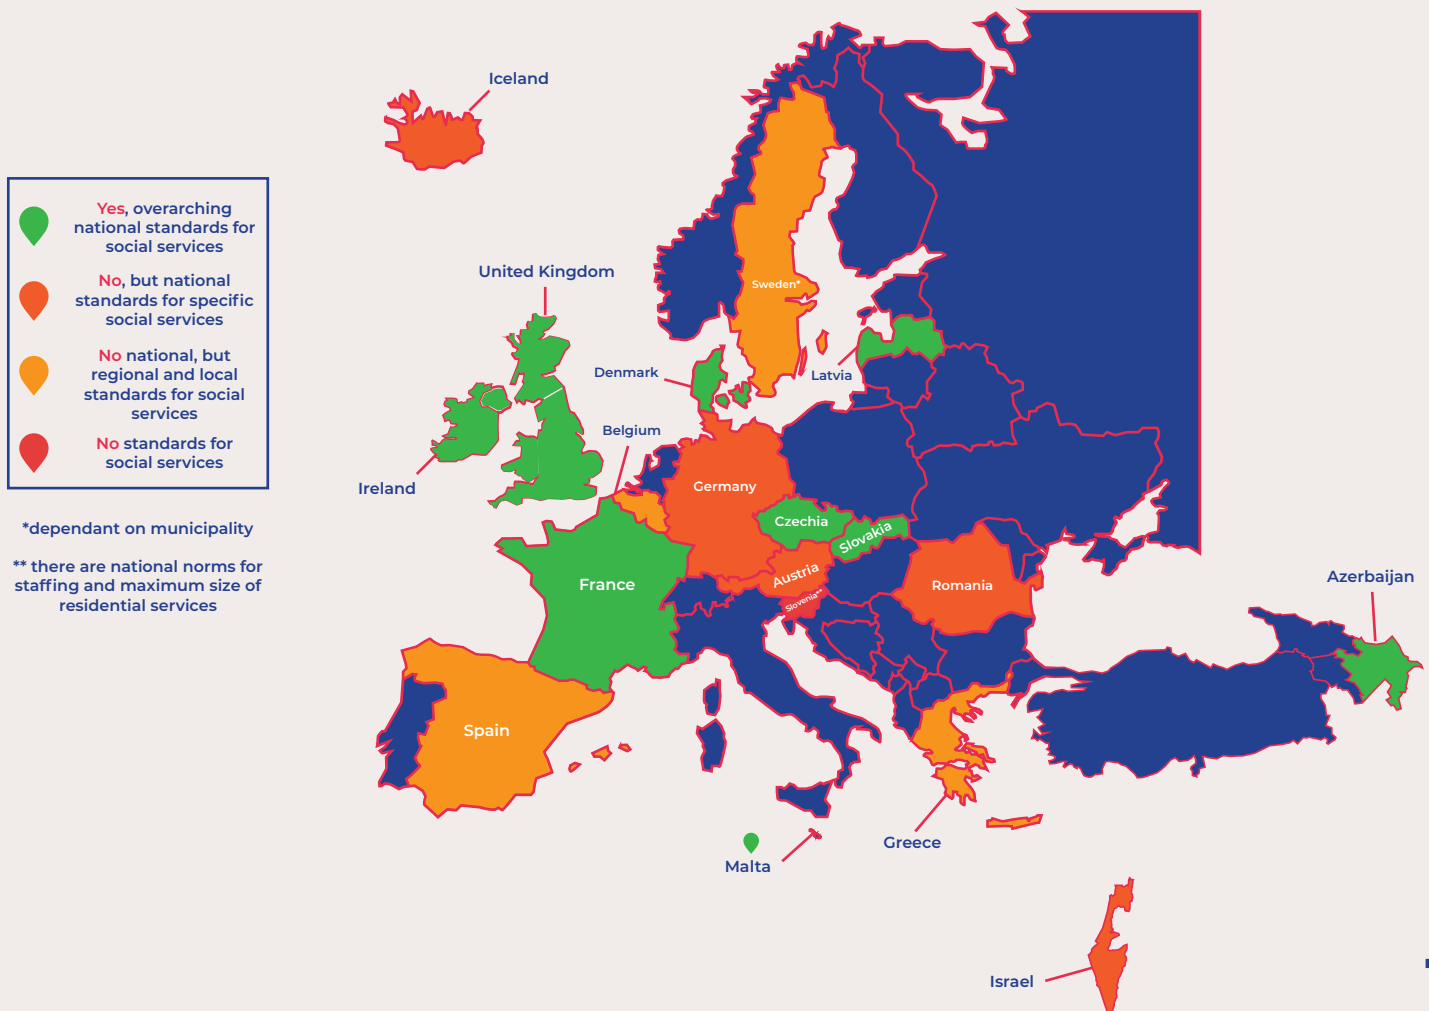 Iceland
Yes, overarching
national standards for
social services
No, but national
standards for specific
social services
No national, but
regional and local
standards for social
services
No standards for
social services
*dependant on municipality
** there are national norms for
staffing and maximum size of
residential services
United Kingdom
Sweden*
Denmark
Latvia
Belgium
Ireland
Germany
Czechia
Slovakia
France
Austria
Romania
Slovenia**
Azerbaijan
Spain
Greece
Malta
Israel